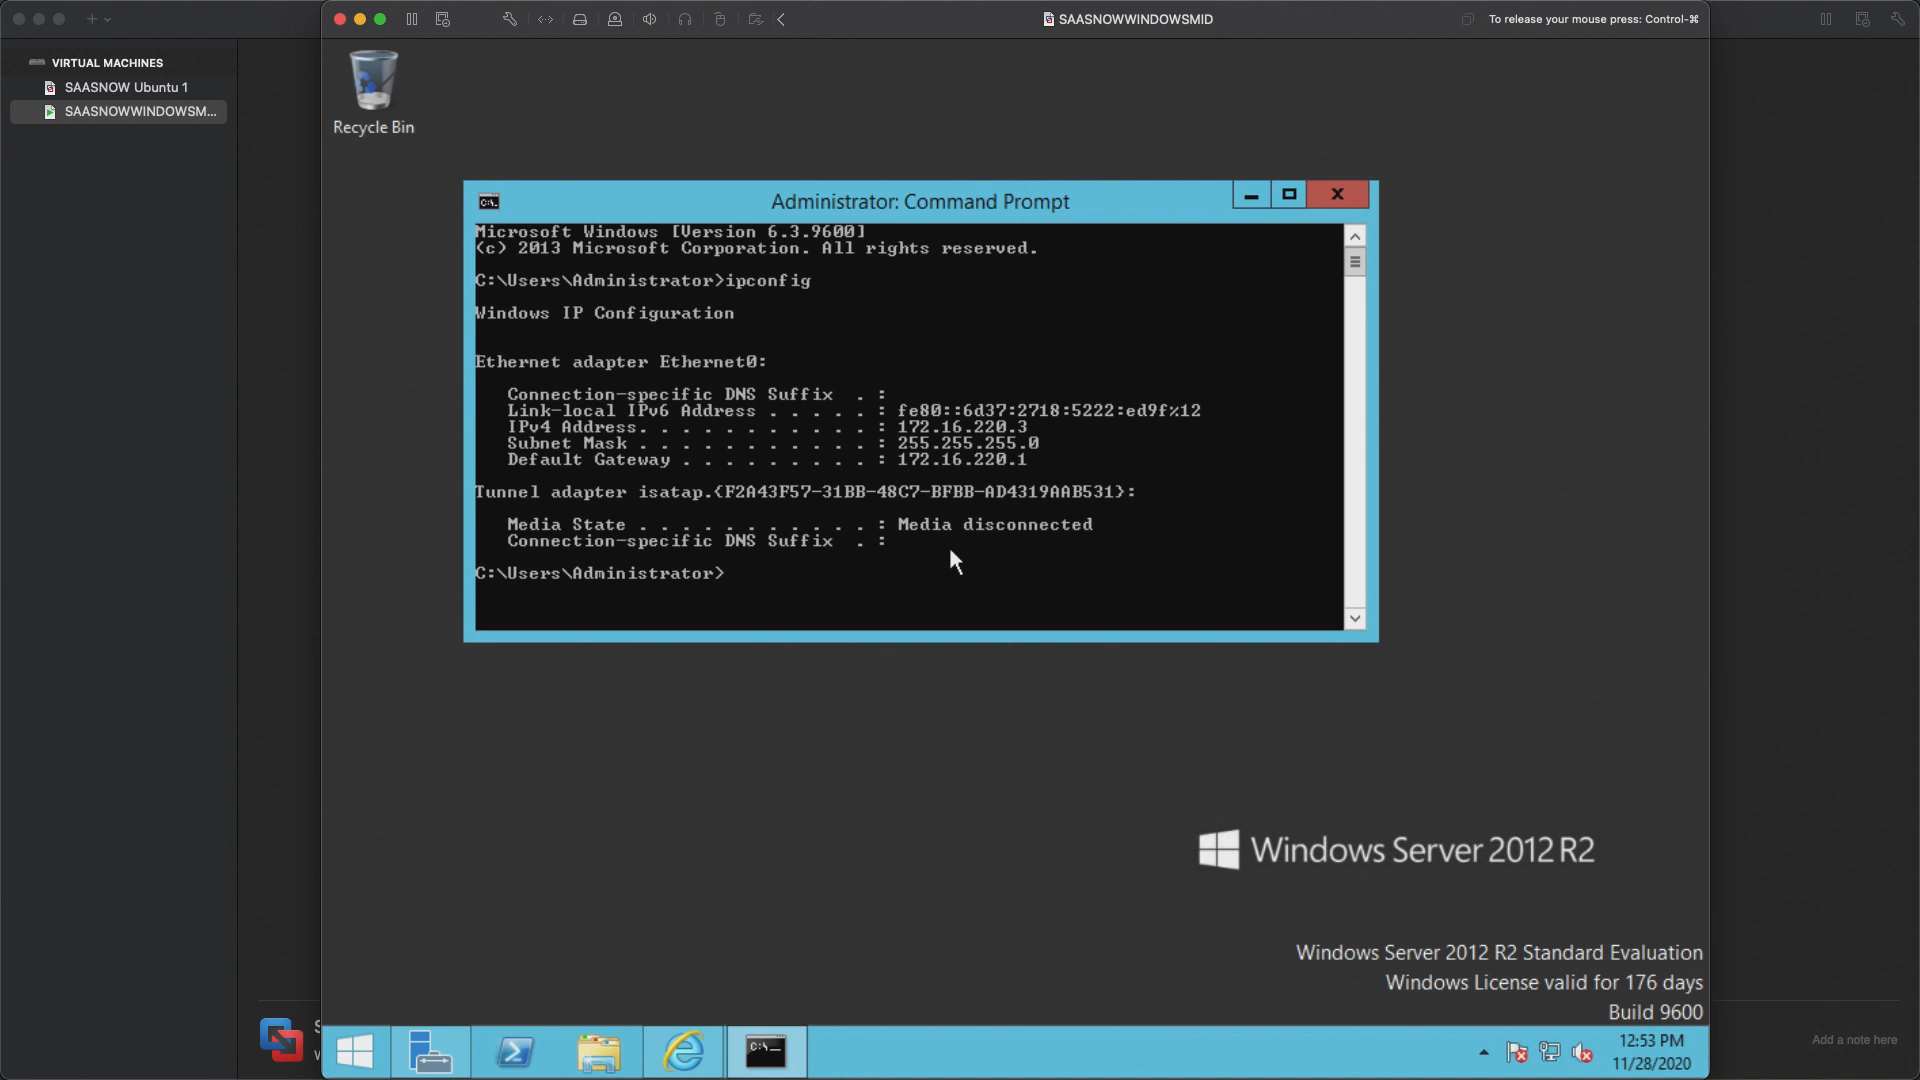 SAASNOWWINDOWSMID
To release your mouse press: Control-⌘
VIRTUAL MACHINES
SAASNOW Ubuntu 1
SAASNOWWINDOWSM...
Recycle Bin
Administrator: Command Prompt
Microsoft Windows [Version 6.3.9600]
(c) 2013 Microsoft Corporation. All rights reserved.
C:\Users\Administrator>ipconfig
Windows IP Configuration
Ethernet adapter Ethernet0:
Connection-specific DNS Suffix  . :
Link-local IPv6 Address . . . . . : fe80::6d37:2718:5222:ed9f%12
IPv4 Address. . . . . . . . . . . : 172.16.220.3
Subnet Mask . . . . . . . . . . . : 255.255.255.0
Default Gateway . . . . . . . . . : 172.16.220.1
Tunnel adapter isatap.{F2A43F57-31BB-48C7-BFBB-AD4319AAB531}:
Media State . . . . . . . . . . . : Media disconnected
Connection-specific DNS Suffix  . :
C:\Users\Administrator>
Windows Server 2012 R2
Windows Server 2012 R2 Standard Evaluation
Windows License valid for 176 days
Build 9600
12:53 PM
11/28/2020
Add a note here